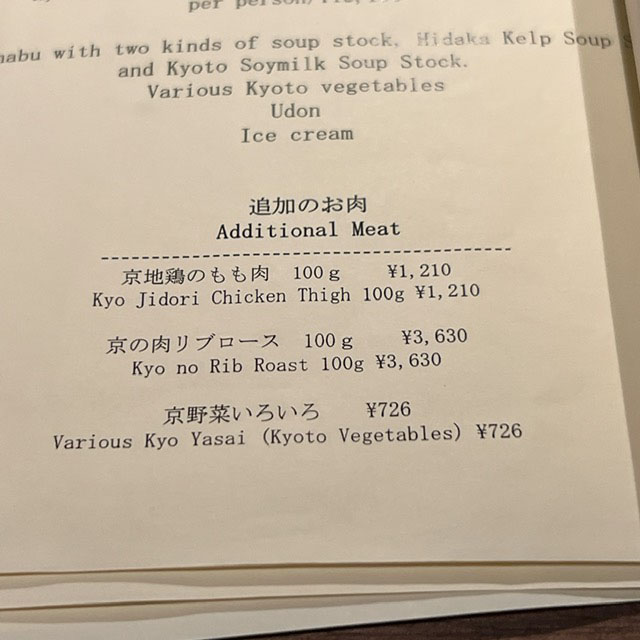 per person/
with two kinds of soup stock, Hidaka Kelp Soup
and Kyoto Soymilk Soup Stock.
Various Kyoto vegetables
Udon
Ice cream
追加のお肉
Additional Meat
京地鶏のもも肉 100g ¥1,210
Kyo Jidori Chicken Thigh 100g ¥1,210
京の肉リブロース 100g ¥3,630
Kyo no Rib Roast 100g ¥3,630
京野菜いろいろ ¥726
Various Kyo Yasai (Kyoto Vegetables) ¥726